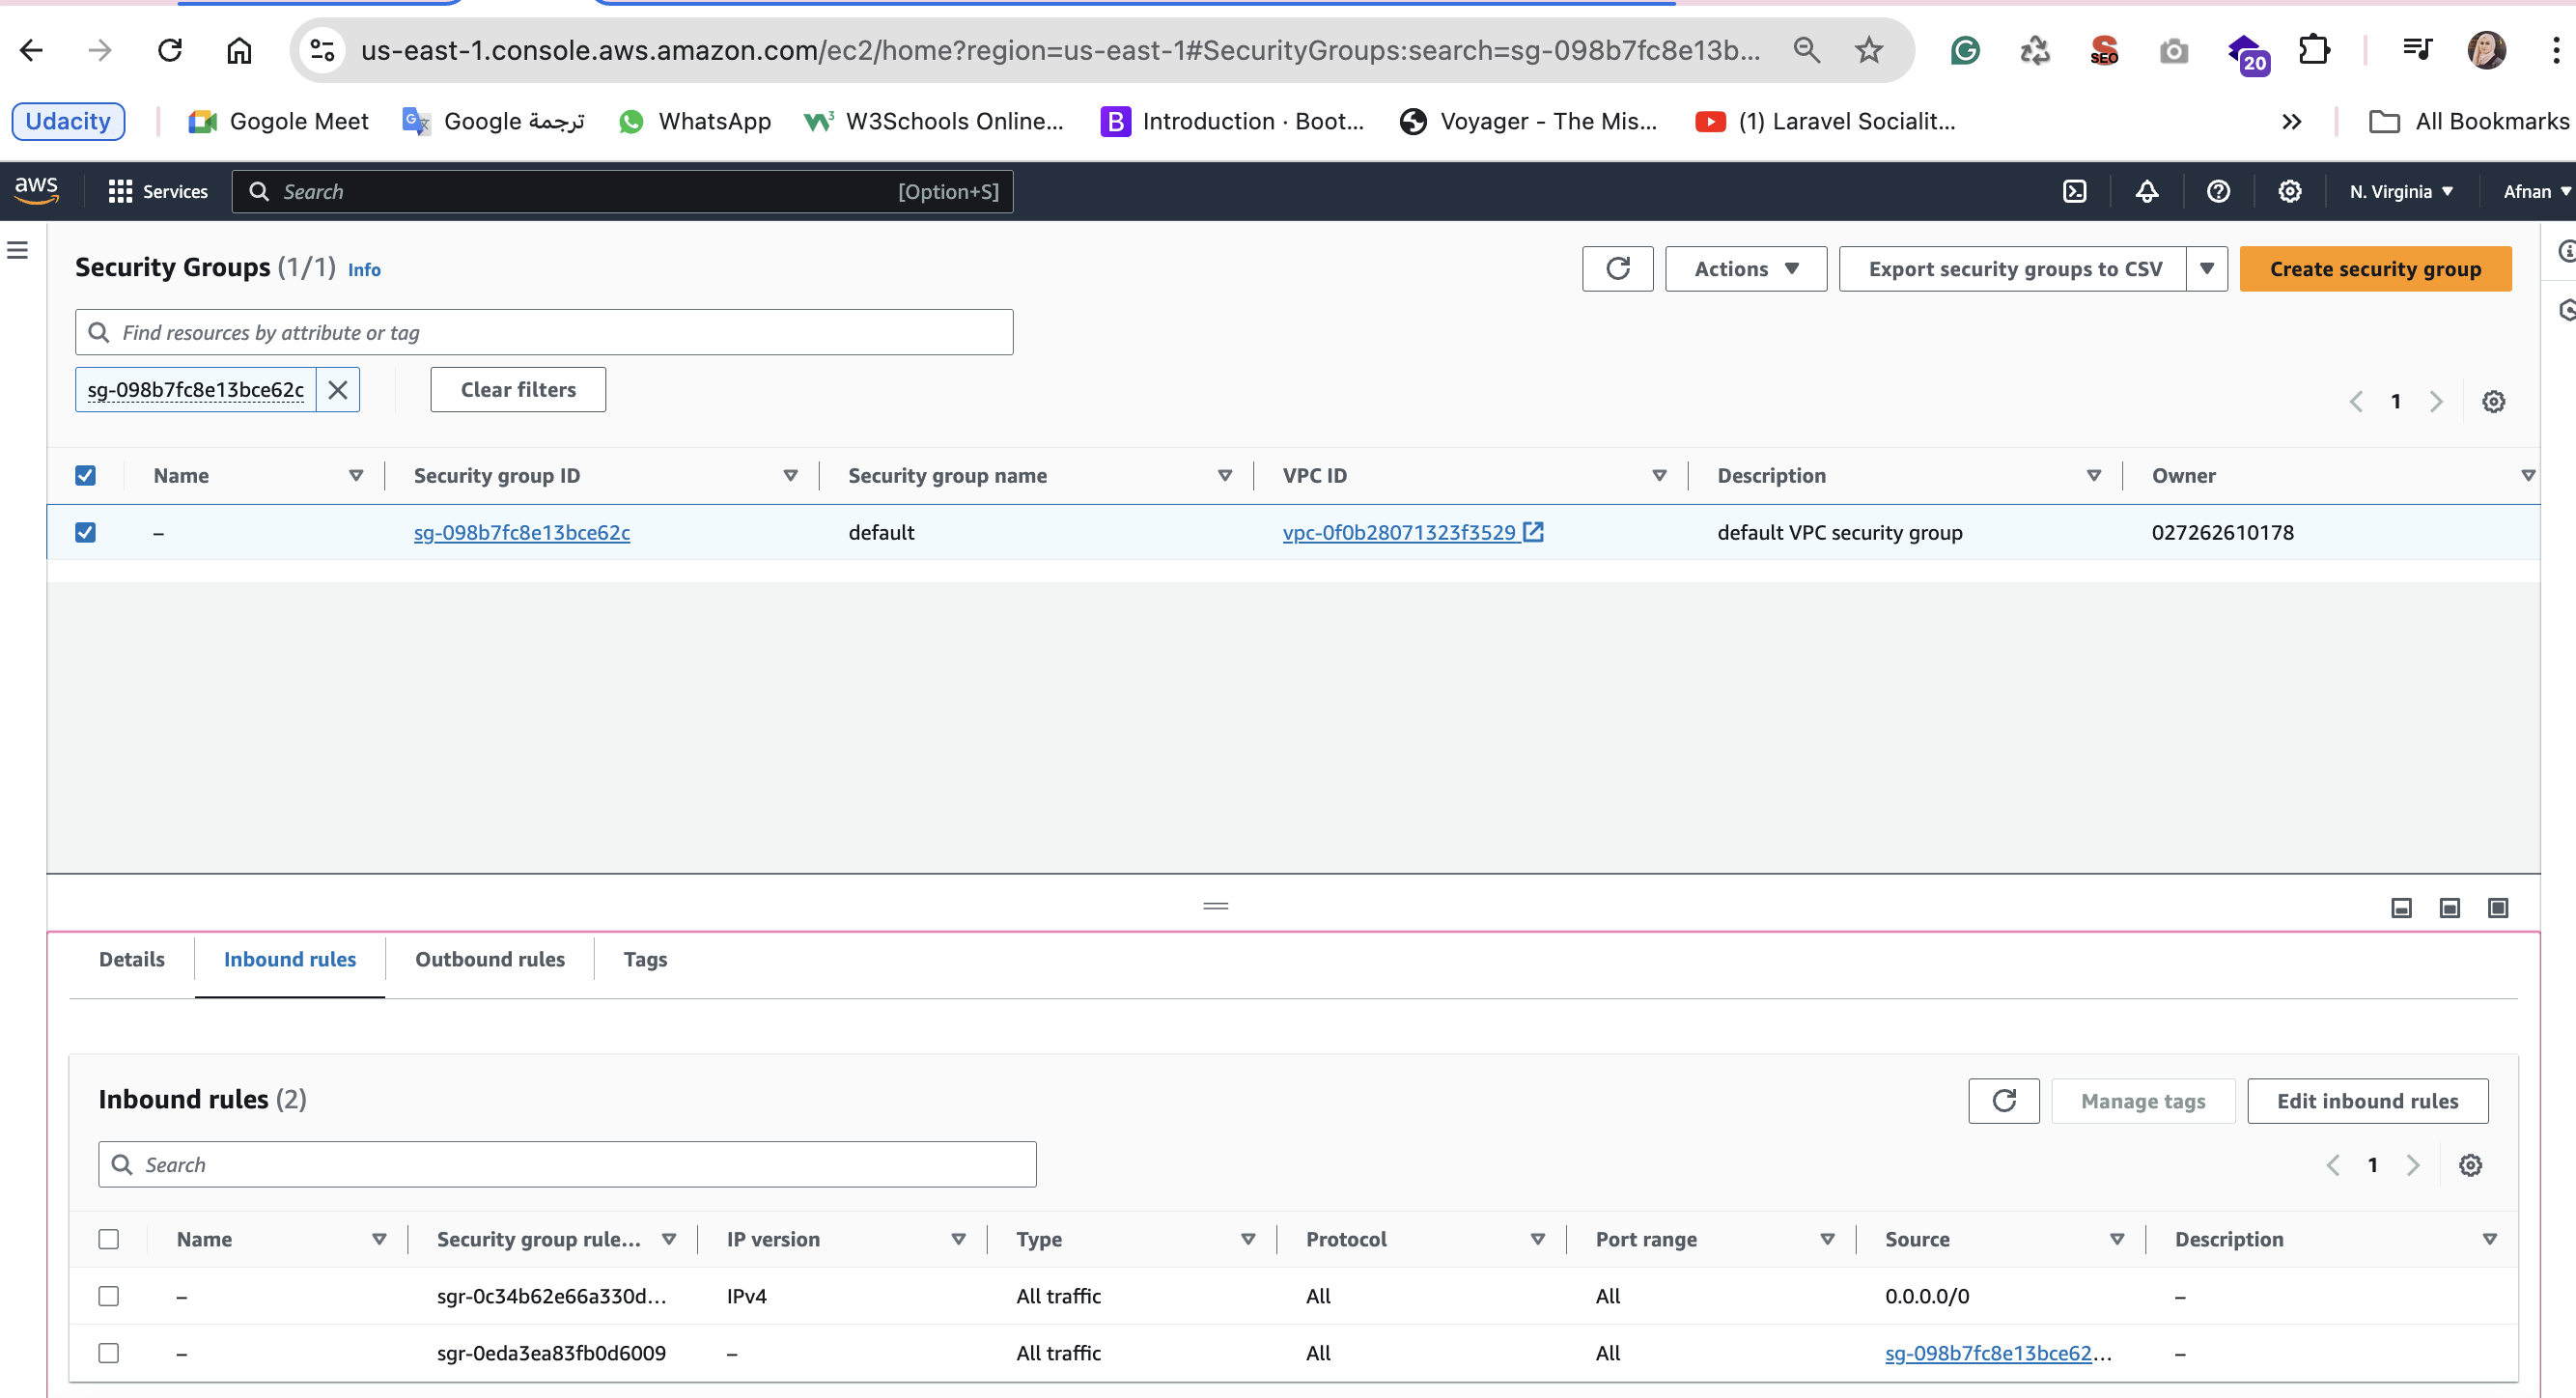 us-east-1.console.aws.amazon.com/ec2/home?region=us-east-1#SecurityGroups:search=sg-098b7fc8e13b...
SEO
20
Udacity
Gogole Meet
Google ترجمة
WhatsApp
W3Schools Online...
B Introduction · Boot...
Voyager - The Mis...
(1) Laravel Socialit...
All Bookmarks
aws
Services
Search
[Option+S]
N. Virginia
Afnan
Security Groups (1/1) Info
Actions
Export security groups to CSV
Create security group
Find resources by attribute or tag
sg-098b7fc8e13bce62c
Clear filters
1
Name Security group ID Security group name VPC ID Description Owner
– sg-098b7fc8e13bce62c default vpc-0f0b28071323f3529 default VPC security group 027262610178
Details Inbound rules Outbound rules Tags
Inbound rules (2)
Manage tags
Edit inbound rules
Search
1
Name Security group rule... IP version Type Protocol Port range Source Description
– sgr-0c34b62e66a330d... IPv4 All traffic All All 0.0.0.0/0 –
– sgr-0eda3ea83fb0d6009 – All traffic All All sg-098b7fc8e13bce62... –